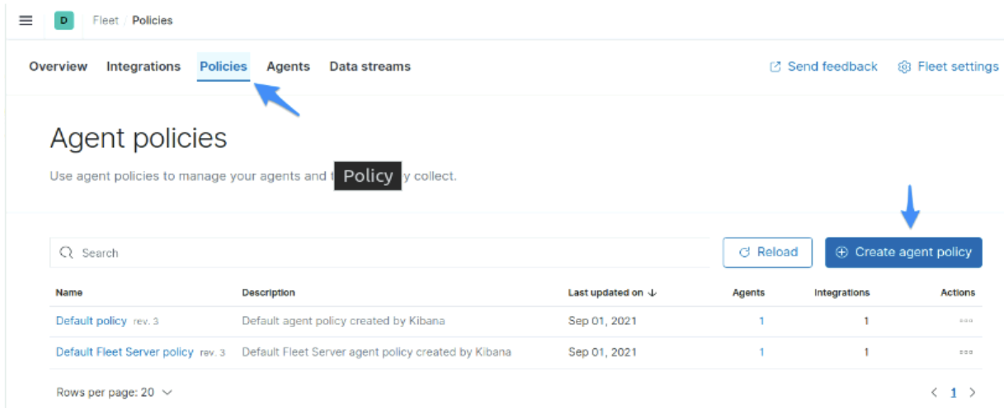 D Fleet Policies
Overview Integrations Policies Agents Data streams Send feedback Fleet settings
Agent policies
Use agent policies to manage your agents and t Policy y collect.
Search Reload Create agent policy
Name Description Last updated on ↓ Agents Integrations Actions
Default policy rev. 3 Default agent policy created by Kibana Sep 01, 2021 1 1
Default Fleet Server policy rev. 3 Default Fleet Server agent policy created by Kibana Sep 01, 2021 1 1
Rows per page: 20 < 1 >